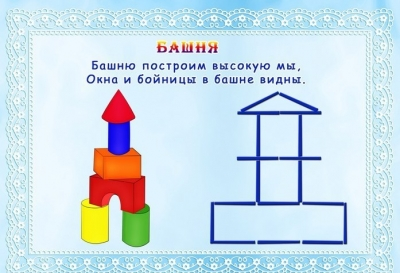 БАШНЯ
Башню построим высокую мы,
Окна и бойницы в башне видны.